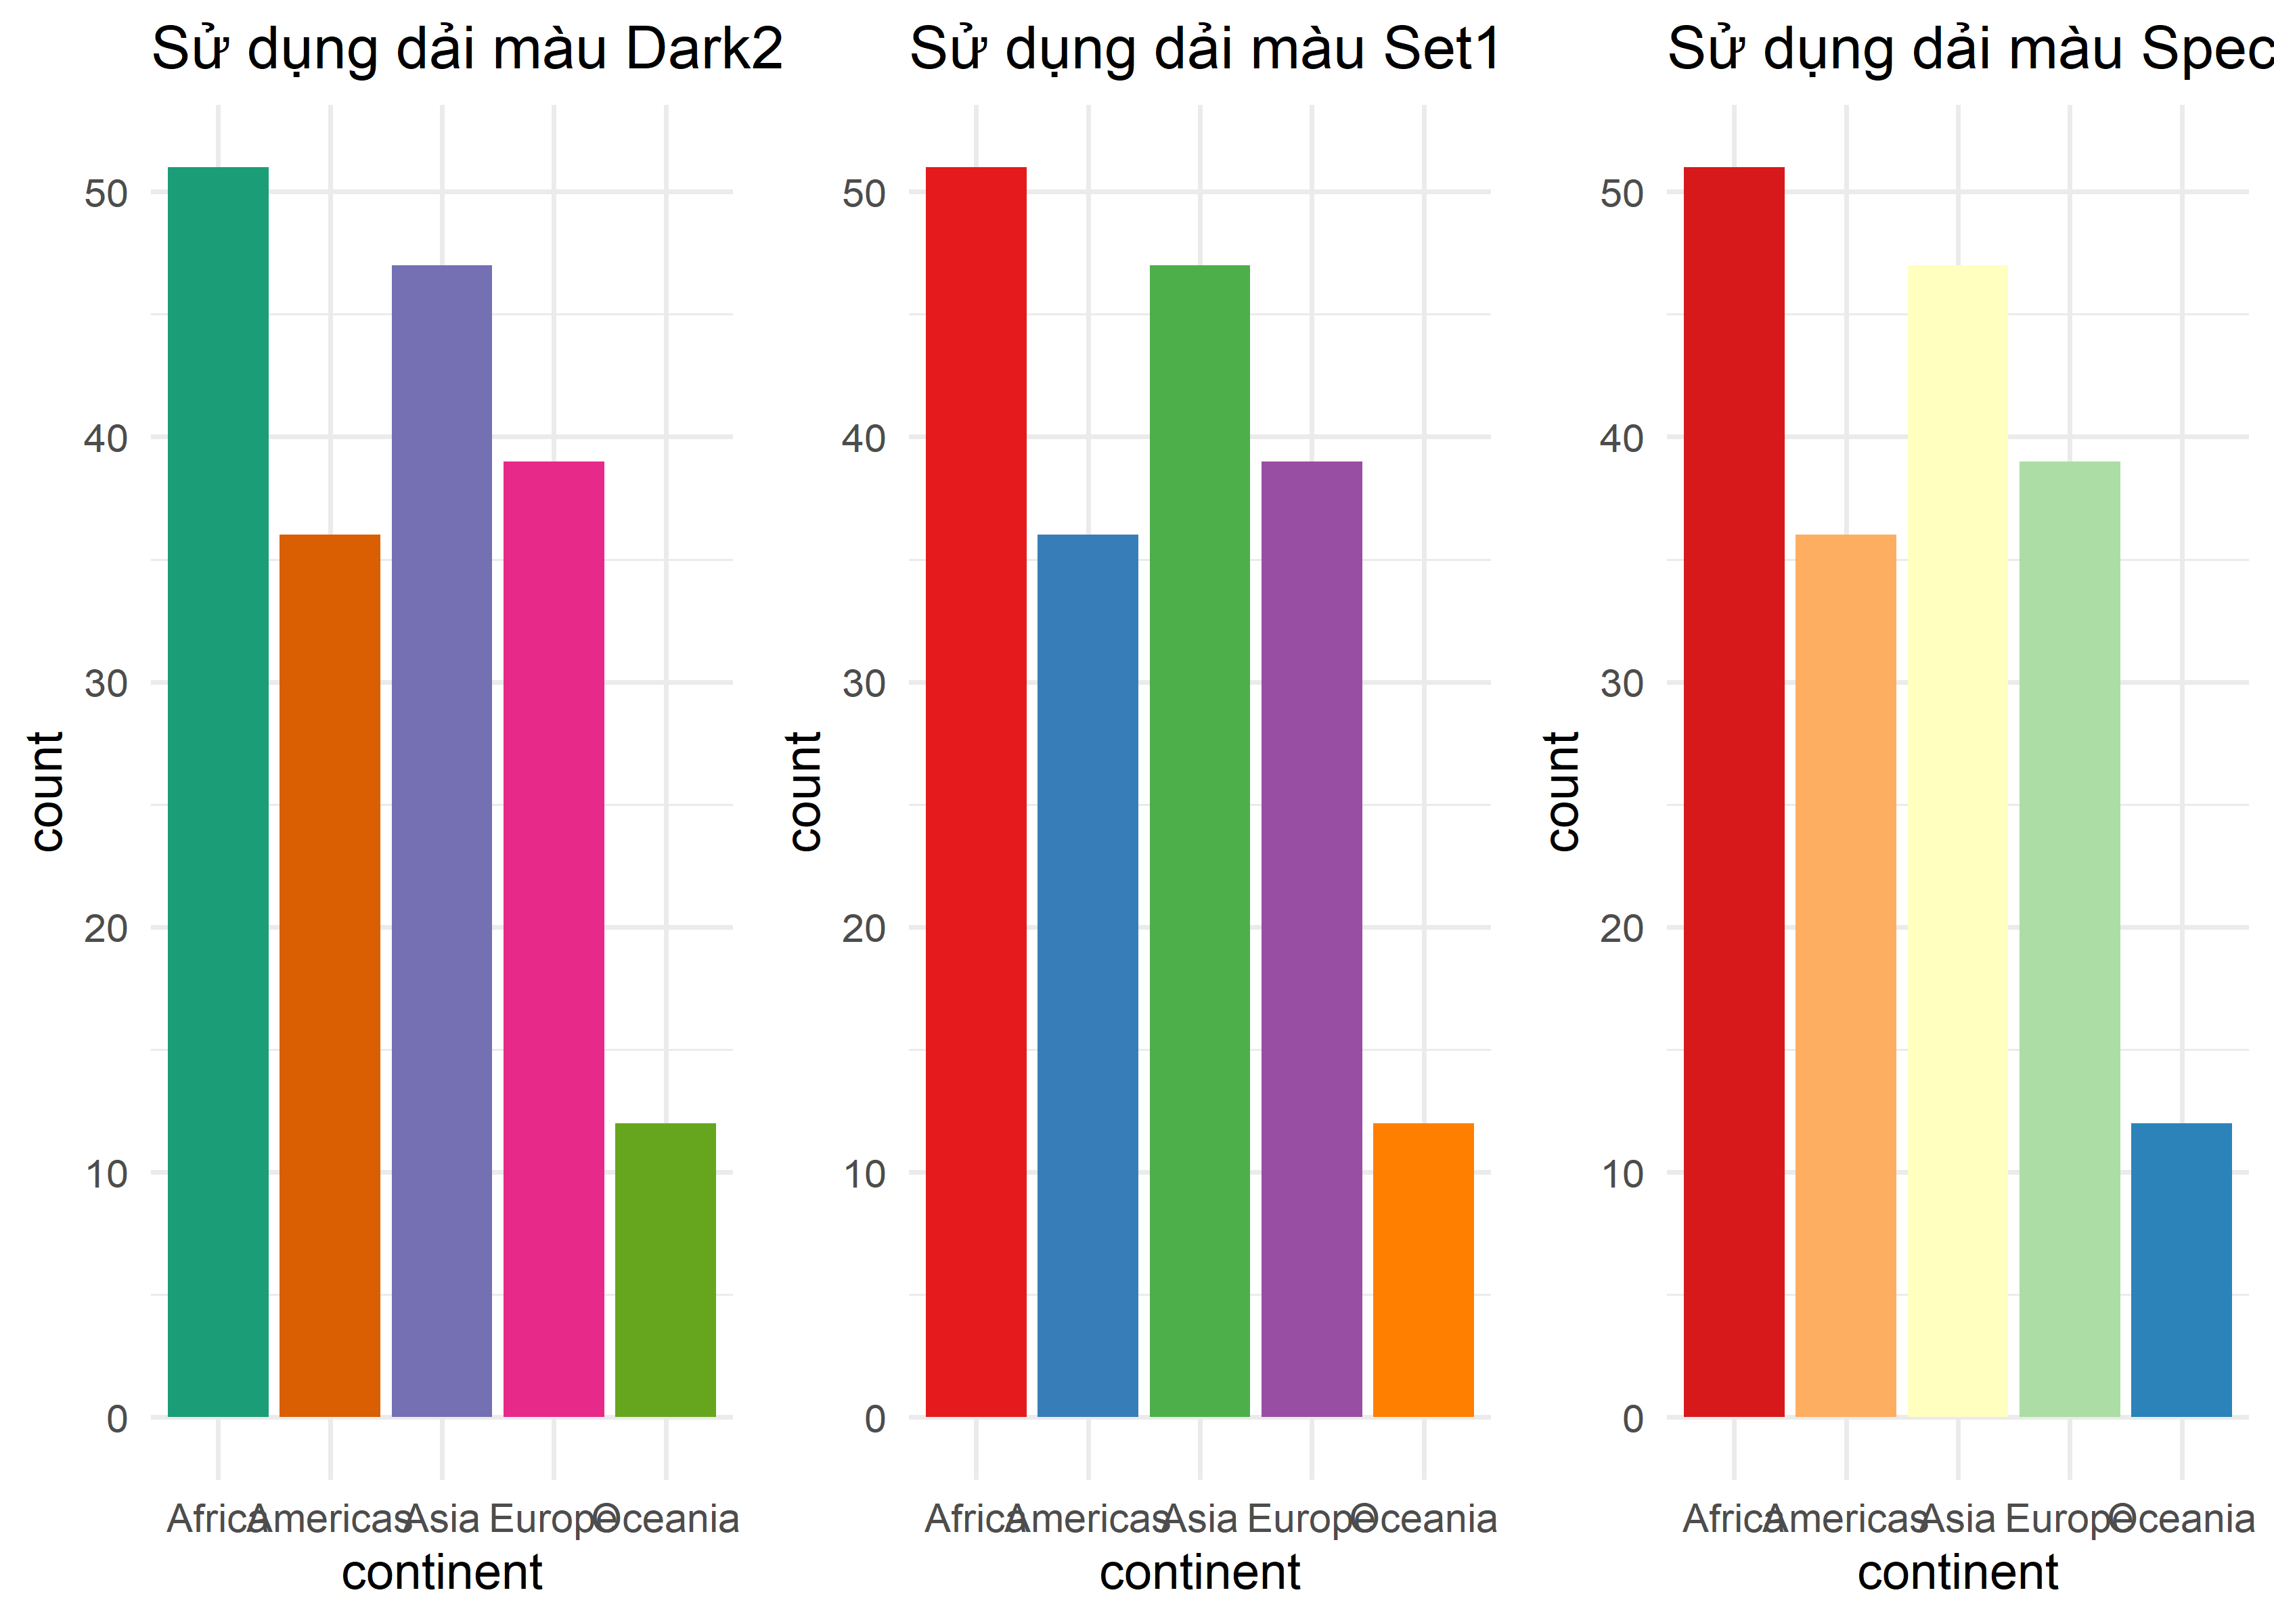 Sử dụng dải màu Dark2
50
40
30
20
10
0
count
Africa Americas Asia Europe Oceania
continent
Sử dụng dải màu Set1
50
40
30
20
10
0
count
Africa Americas Asia Europe Oceania
continent
Sử dụng dải màu Spec
50
40
30
20
10
0
count
Africa Americas Asia Europe Oceania
continent